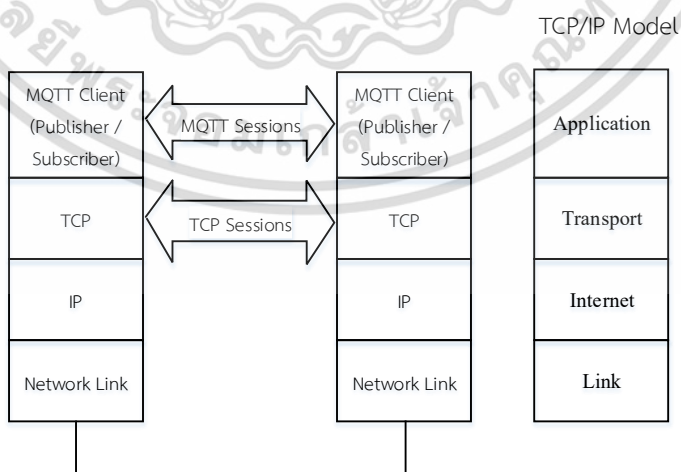 TCP/IP Model
MQTT Client
(Publisher /
Subscriber)
MQTT Sessions
MQTT Client
(Publisher /
Subscriber)
Application
TCP
TCP Sessions
TCP
Transport
IP
IP
Internet
Network Link
Network Link
Link